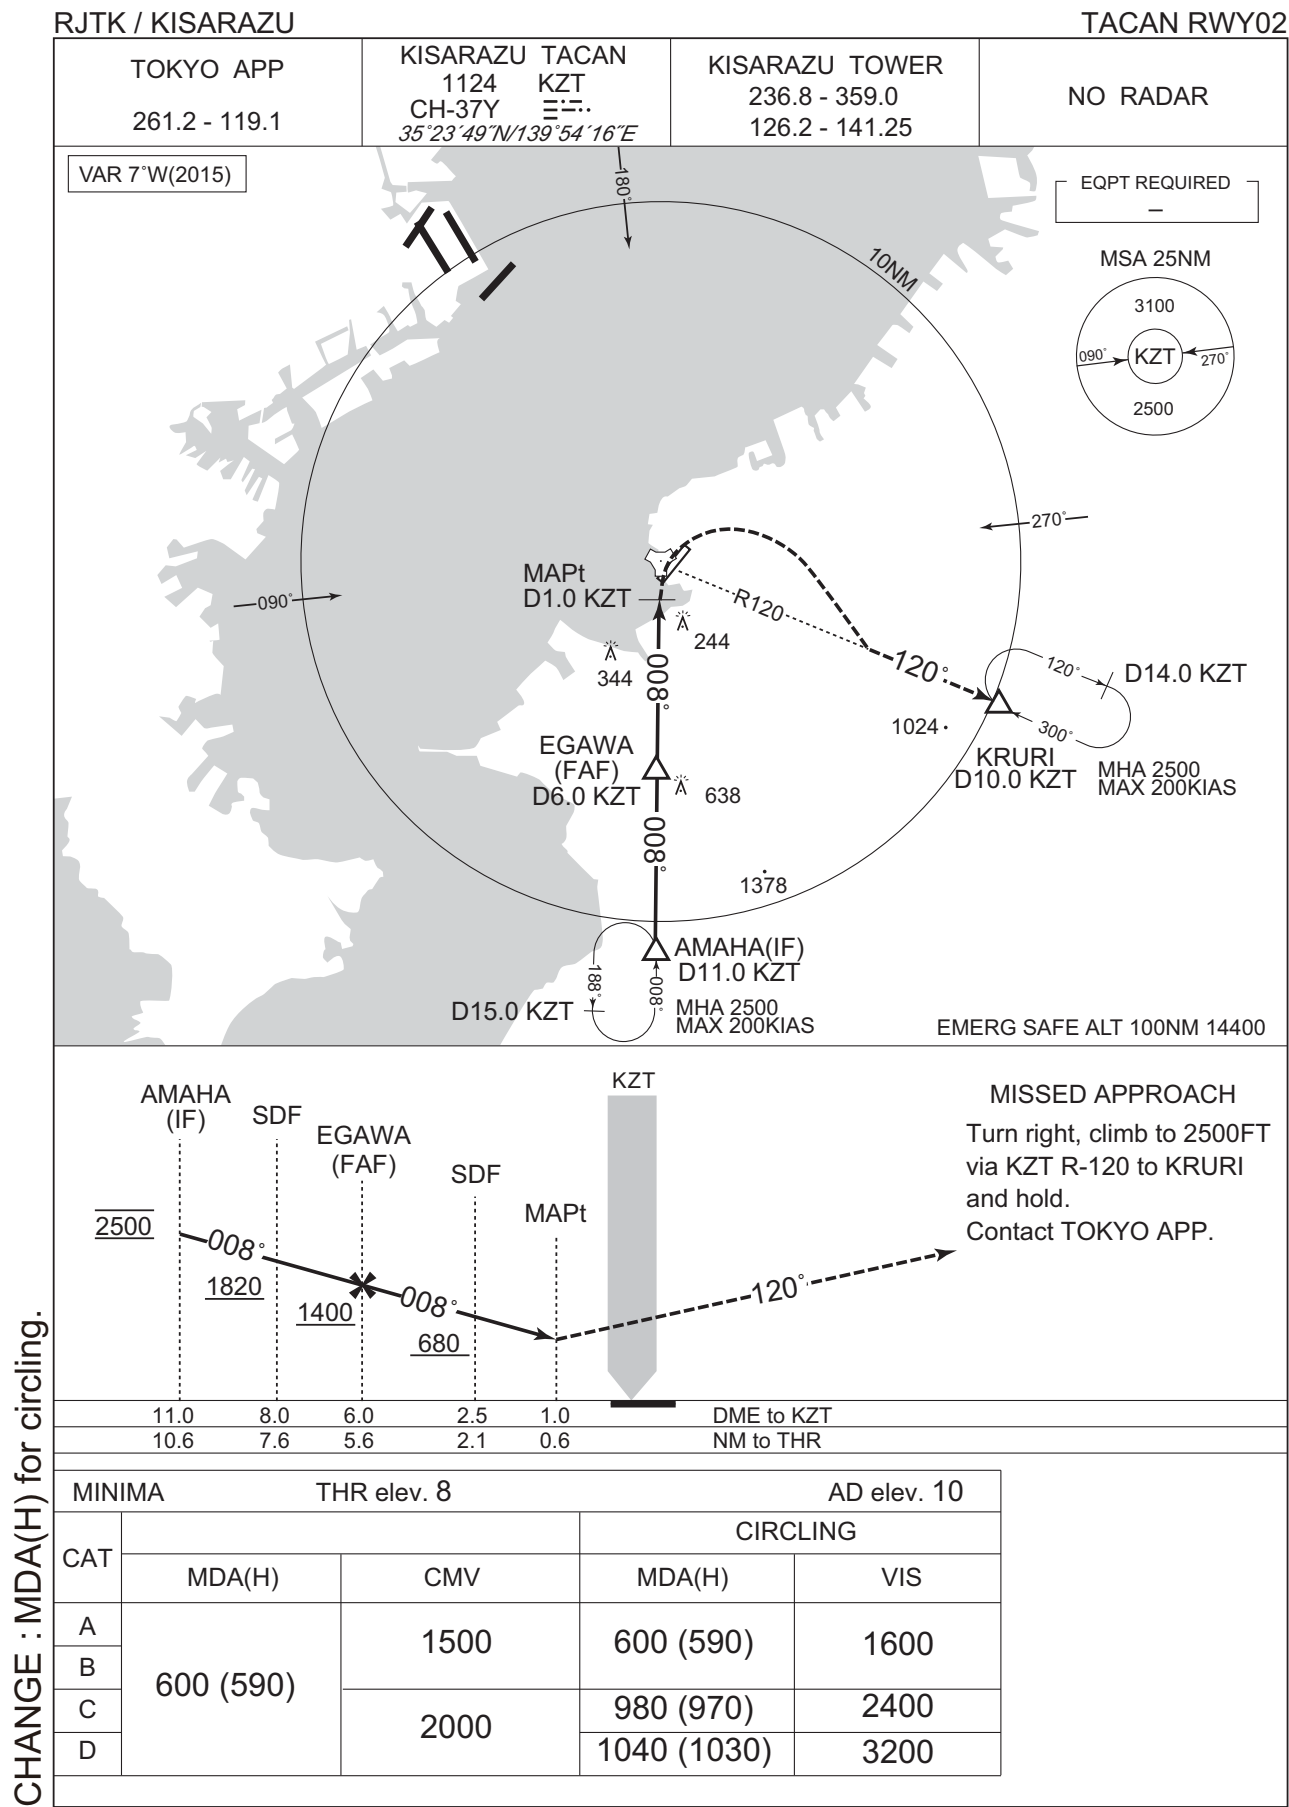 RJTK / KISARAZU
TACAN RWY02
TOKYO APP
261.2 - 119.1
KISARAZU TACAN
1124 KZT
CH-37Y
35°23´49˝N/139°54´16˝E
KISARAZU TOWER
236.8 - 359.0
126.2 - 141.25
NO RADAR
VAR 7°W(2015)
180°
EQPT REQUIRED
–
10NM
MSA 25NM
3100
090°
KZT
270°
2500
270°
090°
MAPt
D1.0 KZT
R120
244
344
008°
120°
120°
D14.0 KZT
1024
300°
EGAWA
(FAF)
D6.0 KZT
638
KRURI
D10.0 KZT
MHA 2500
MAX 200KIAS
008°
1378
AMAHA(IF)
D11.0 KZT
188°
008°
D15.0 KZT
MHA 2500
MAX 200KIAS
EMERG SAFE ALT 100NM 14400
AMAHA
(IF)
SDF
EGAWA
(FAF)
SDF
MAPt
KZT
MISSED APPROACH
Turn right, climb to 2500FT
via KZT R-120 to KRURI
and hold.
Contact TOKYO APP.
2500
008°
1820
1400
008°
680
120°
11.0 8.0 6.0 2.5 1.0 DME to KZT
10.6 7.6 5.6 2.1 0.6 NM to THR
MINIMA THR elev. 8 AD elev. 10
CAT
CIRCLING
MDA(H) CMV MDA(H) VIS
A
B
C
D
600 (590)
1500
2000
600 (590) 1600
980 (970) 2400
1040 (1030) 3200
CHANGE : MDA(H) for circling.